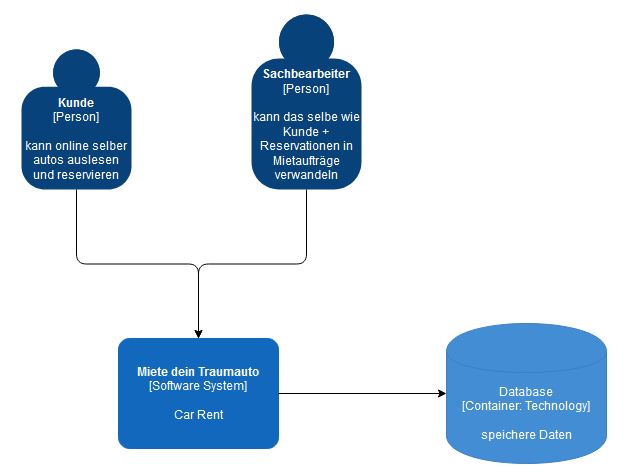 Kunde
[Person]
kann online selber
autos auslesen
und reservieren
Sachbearbeiter
[Person]
kann das selbe wie
Kunde +
Reservationen in
Mietaufträge
verwandeln
Miete dein Traumauto
[Software System]
Car Rent
Database
[Container: Technology]
speichere Daten